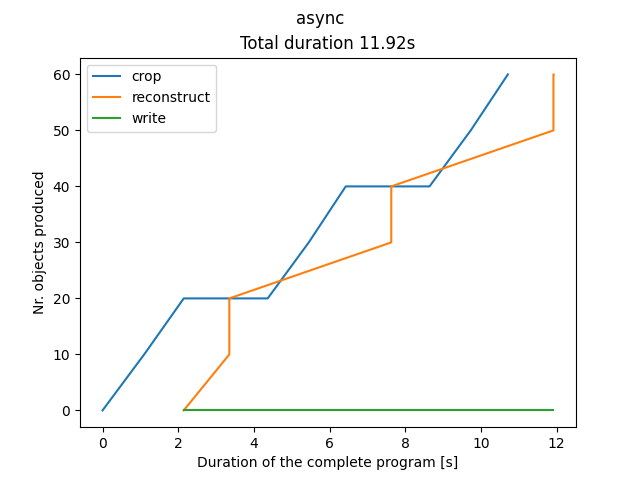 async
Total duration 11.92s
crop
reconstruct
write
60
50
40
30
20
10
0
Nr. objects produced
0 2 4 6 8 10 12
Duration of the complete program [s]